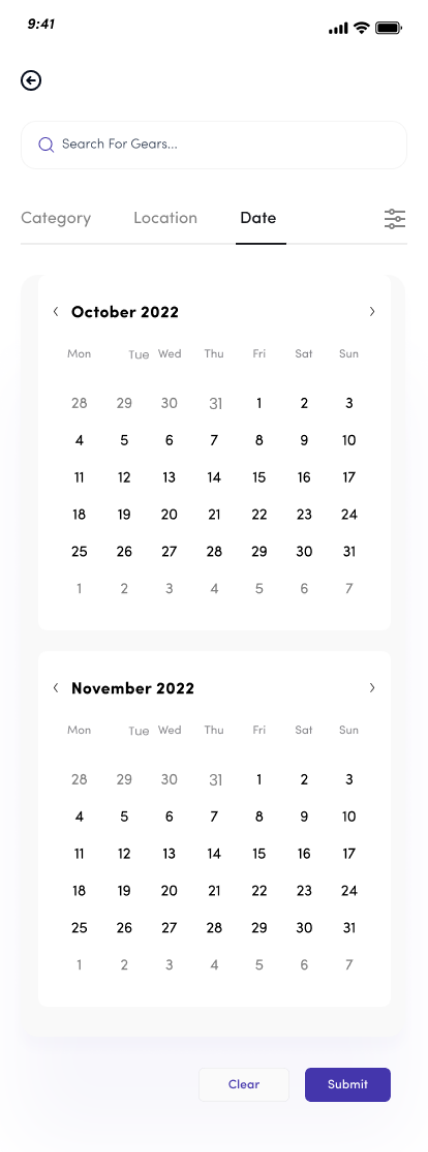 9:41
Search For Gears...
Category Location Date
October 2022
Mon Tue Wed Thu Fri Sat Sun
28 29 30 31 1 2 3
4 5 6 7 8 9 10
11 12 13 14 15 16 17
18 19 20 21 22 23 24
25 26 27 28 29 30 31
1 2 3 4 5 6 7
November 2022
Mon Tue Wed Thu Fri Sat Sun
28 29 30 31 1 2 3
4 5 6 7 8 9 10
11 12 13 14 15 16 17
18 19 20 21 22 23 24
25 26 27 28 29 30 31
1 2 3 4 5 6 7
Clear Submit